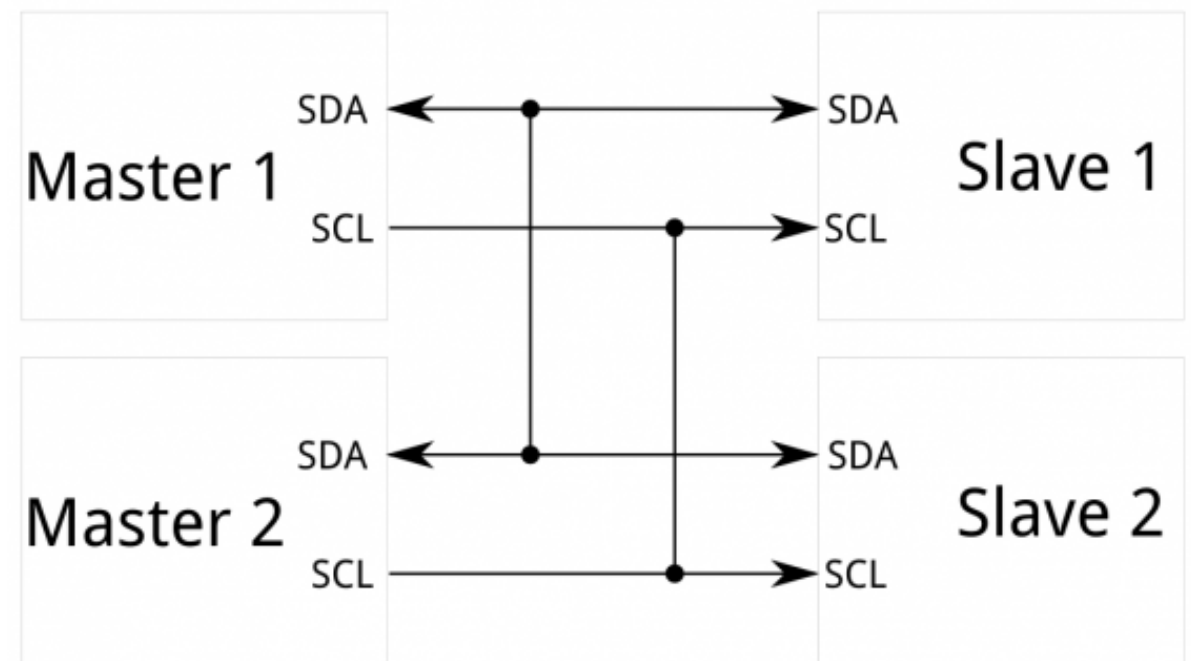 SDA
Master 1
SCL
SDA
Slave 1
SCL
SDA
Master 2
SCL
SDA
Slave 2
SCL